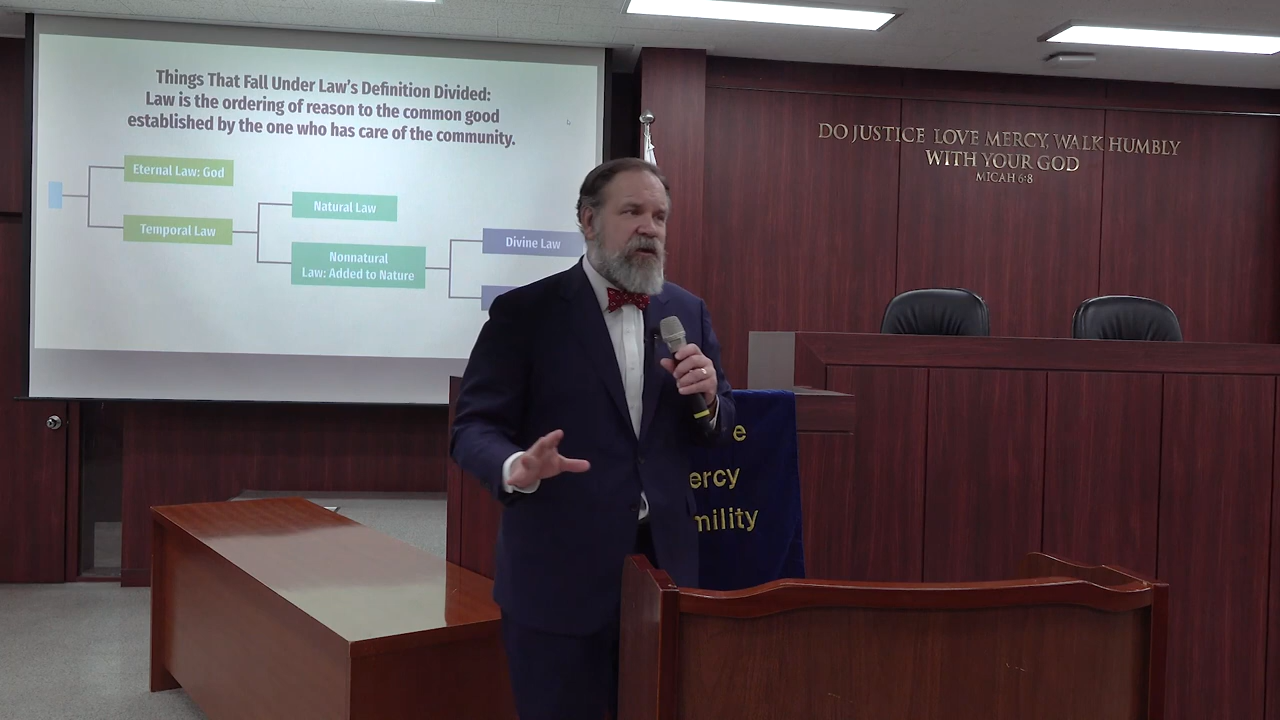 Things That Fall Under Law's Definition Divided:
Law is the ordering of reason to the common good
established by the one who has care of the community.
Eternal Law: God
Temporal Law
Natural Law
Nonnatural
Law: Added to Nature
Divine Law
DO JUSTICE LOVE MERCY, WALK HUMBLY
WITH YOUR GOD
MICAH 6:8
e
ercy
mility